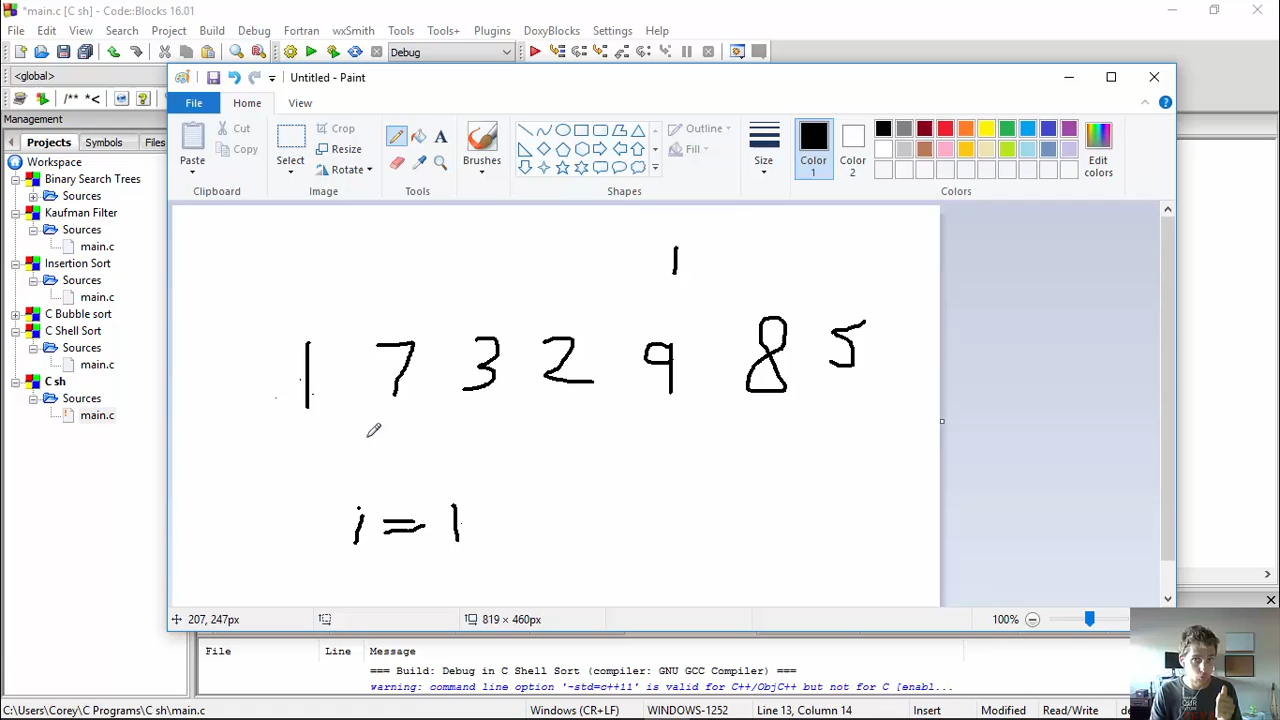 *main.c [C sh] - Code::Blocks 16.01
File Edit View Search Project Build Debug Fortran wxSmith Tools Tools+ Plugins DoxyBlocks Settings Help
Debug
<global>
/** *<
Management
Projects Symbols Files
Workspace
Binary Search Trees
Sources
Kaufman Filter
Sources
main.c
Insertion Sort
Sources
main.c
C Bubble sort
C Shell Sort
Sources
main.c
C sh
Sources
main.c
Untitled - Paint
File Home View
Paste
Cut
Copy
Clipboard
Select
Crop
Resize
Rotate
Image
A
Tools
Brushes
Shapes
Outline
Fill
Size
Color 1
Color 2
Edit colors
Colors
1
1 7 3 2 9 8 5
i = 1
207, 247px
819 × 460px
100%
File Line Message
=== Build: Debug in C Shell Sort (compiler: GNU GCC Compiler) ===
warning: command line option '-std=c++11' is valid for C++/ObjC++ but not for C [enabl...
C:\Users\Corey\C Programs\C sh\main.c Windows (CR+LF) WINDOWS-1252 Line 13, Column 14 Insert Modified Read/Write default